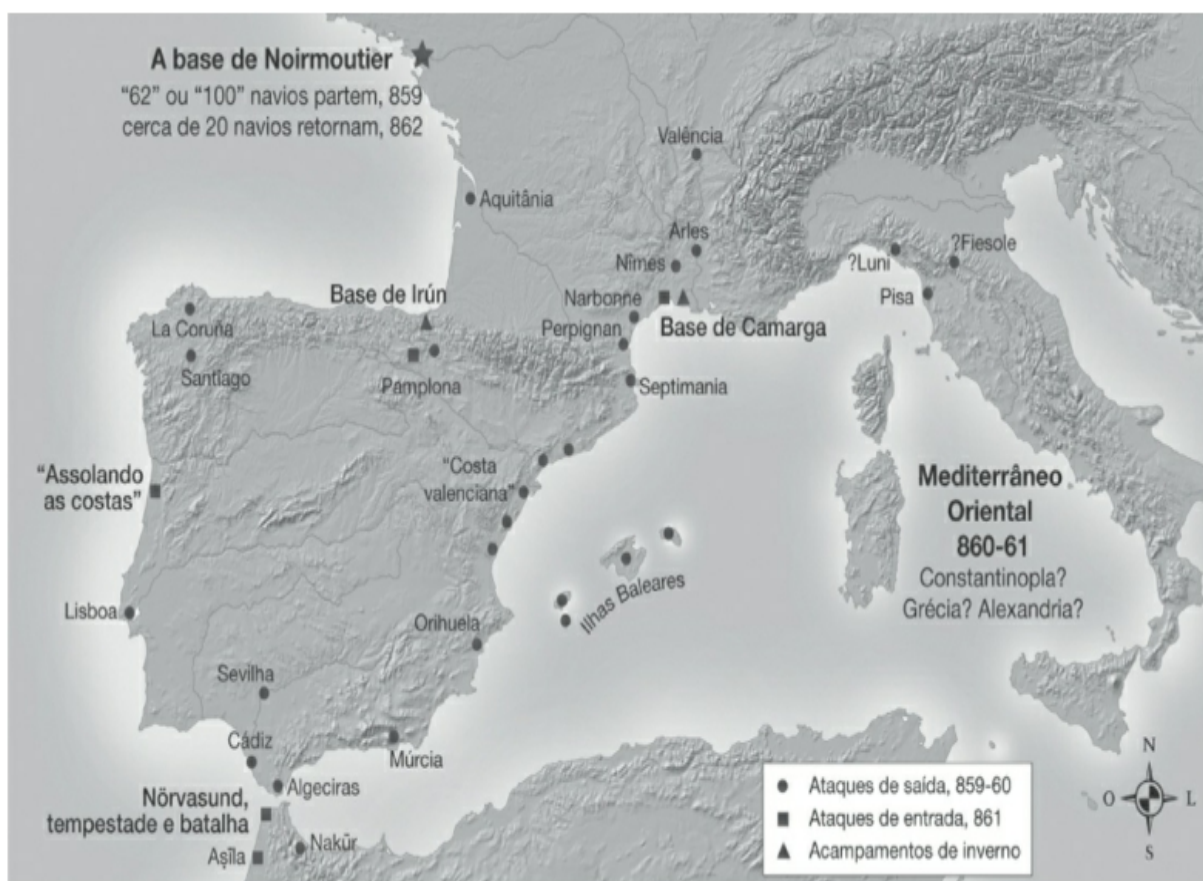 A base de Noirmoutier
“62” ou “100” navios partem, 859
cerca de 20 navios retornam, 862
Valência
Aquitânia
Arles
Nîmes
?Fiesole
?Luni
Pisa
Base de Irún
Narbonne
Base de Camarga
Perpignan
La Coruña
Santiago
Pamplona
Septimania
“Costa
valenciana”
“Assolando
as costas”
Mediterrâneo
Oriental
860-61
Constantinopla?
Grécia? Alexandria?
Ilhas Baleares
Lisboa
Orihuela
Sevilha
Cádiz
Múrcia
Algeciras
Nörvasund,
tempestade e batalha
Nakūr
Aşīla
Ataques de saída, 859-60
Ataques de entrada, 861
Acampamentos de inverno
N
O
L
S